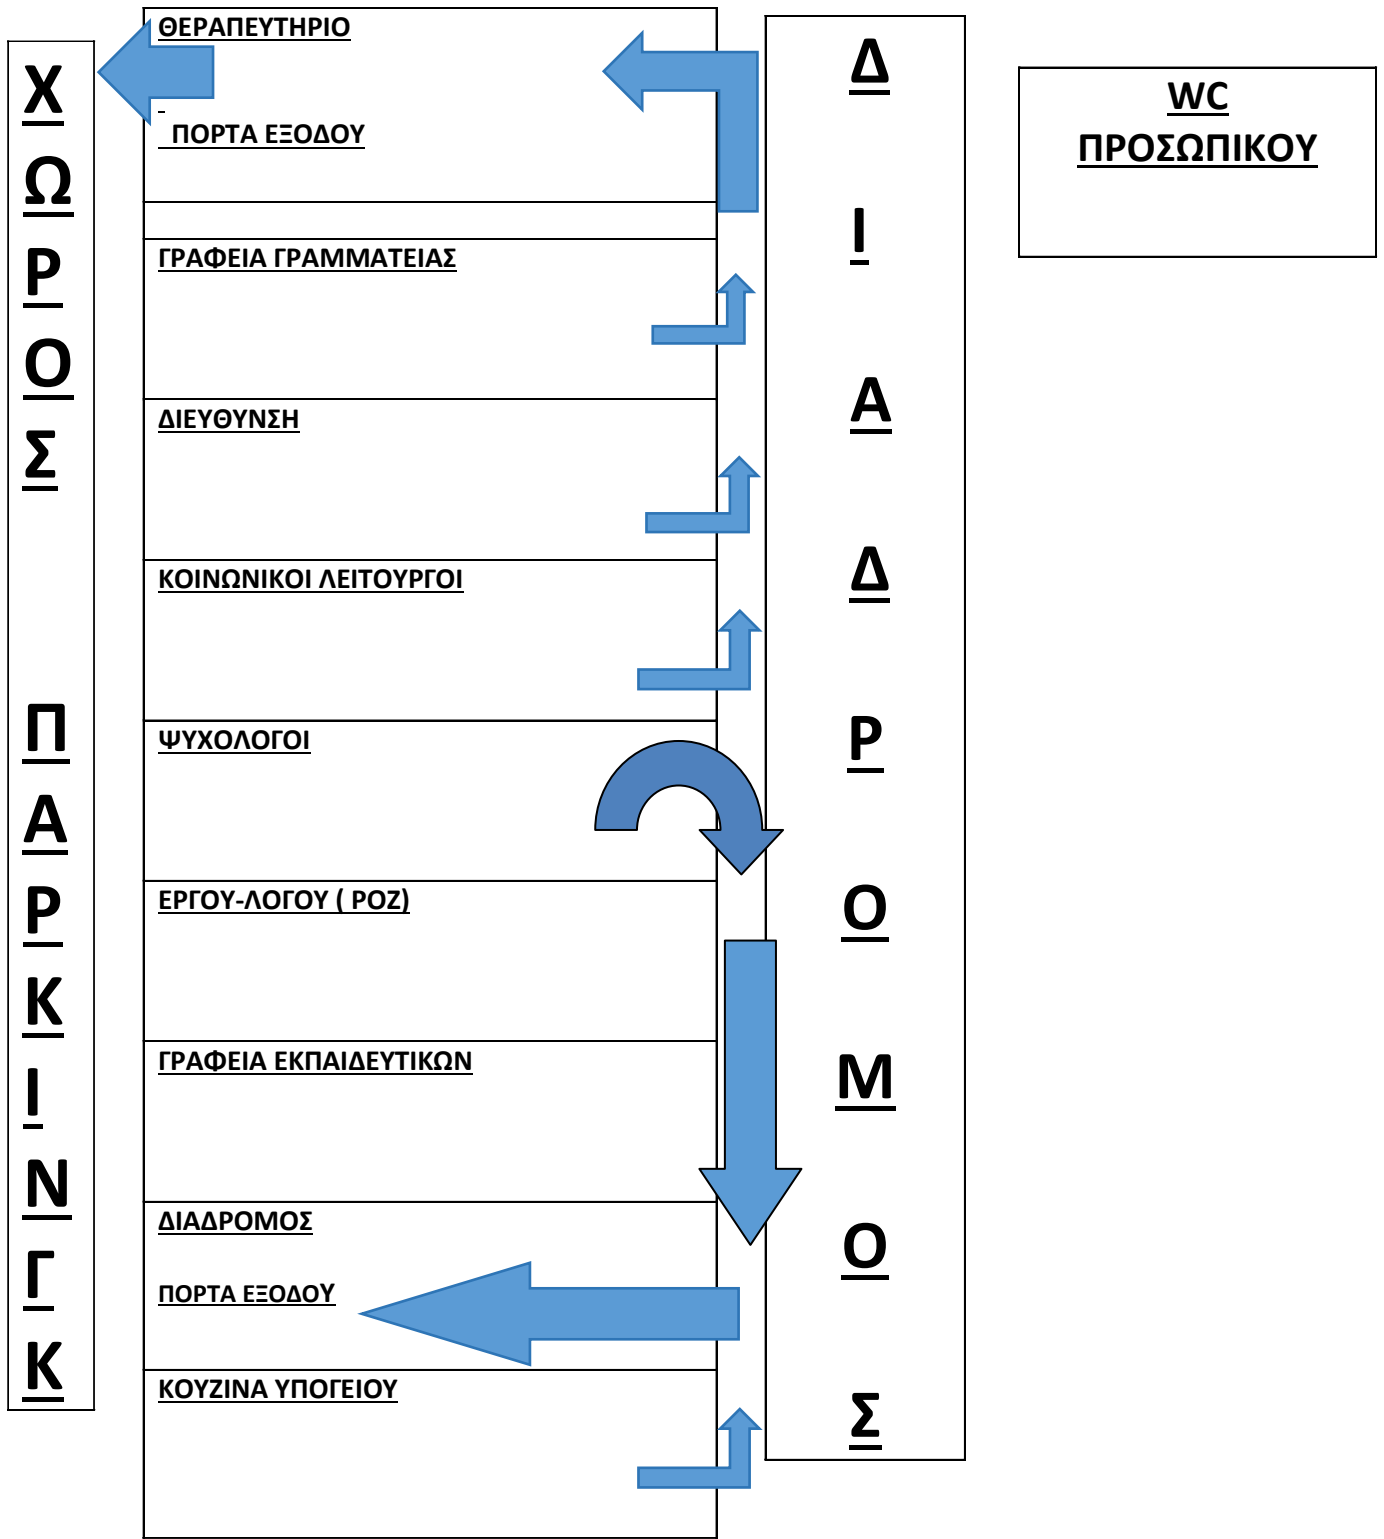 ΧΩΡΟΣ ΠΑΡΚΙΝΓΚ
ΘΕΡΑΠΕΥΤΗΡΙΟ
ΠΟΡΤΑ ΕΞΟΔΟΥ
ΓΡΑΦΕΙΑ ΓΡΑΜΜΑΤΕΙΑΣ
ΔΙΕΥΘΥΝΣΗ
ΚΟΙΝΩΝΙΚΟΙ ΛΕΙΤΟΥΡΓΟΙ
ΨΥΧΟΛΟΓΟΙ
ΕΡΓΟΥ-ΛΟΓΟΥ ( ΡΟΖ)
ΓΡΑΦΕΙΑ ΕΚΠΑΙΔΕΥΤΙΚΩΝ
ΔΙΑΔΡΟΜΟΣ
ΠΟΡΤΑ ΕΞΟΔΟΥ
ΚΟΥΖΙΝΑ ΥΠΟΓΕΙΟΥ
ΔΙΑΔΡΟΜΟΣ
WC
ΠΡΟΣΩΠΙΚΟΥ